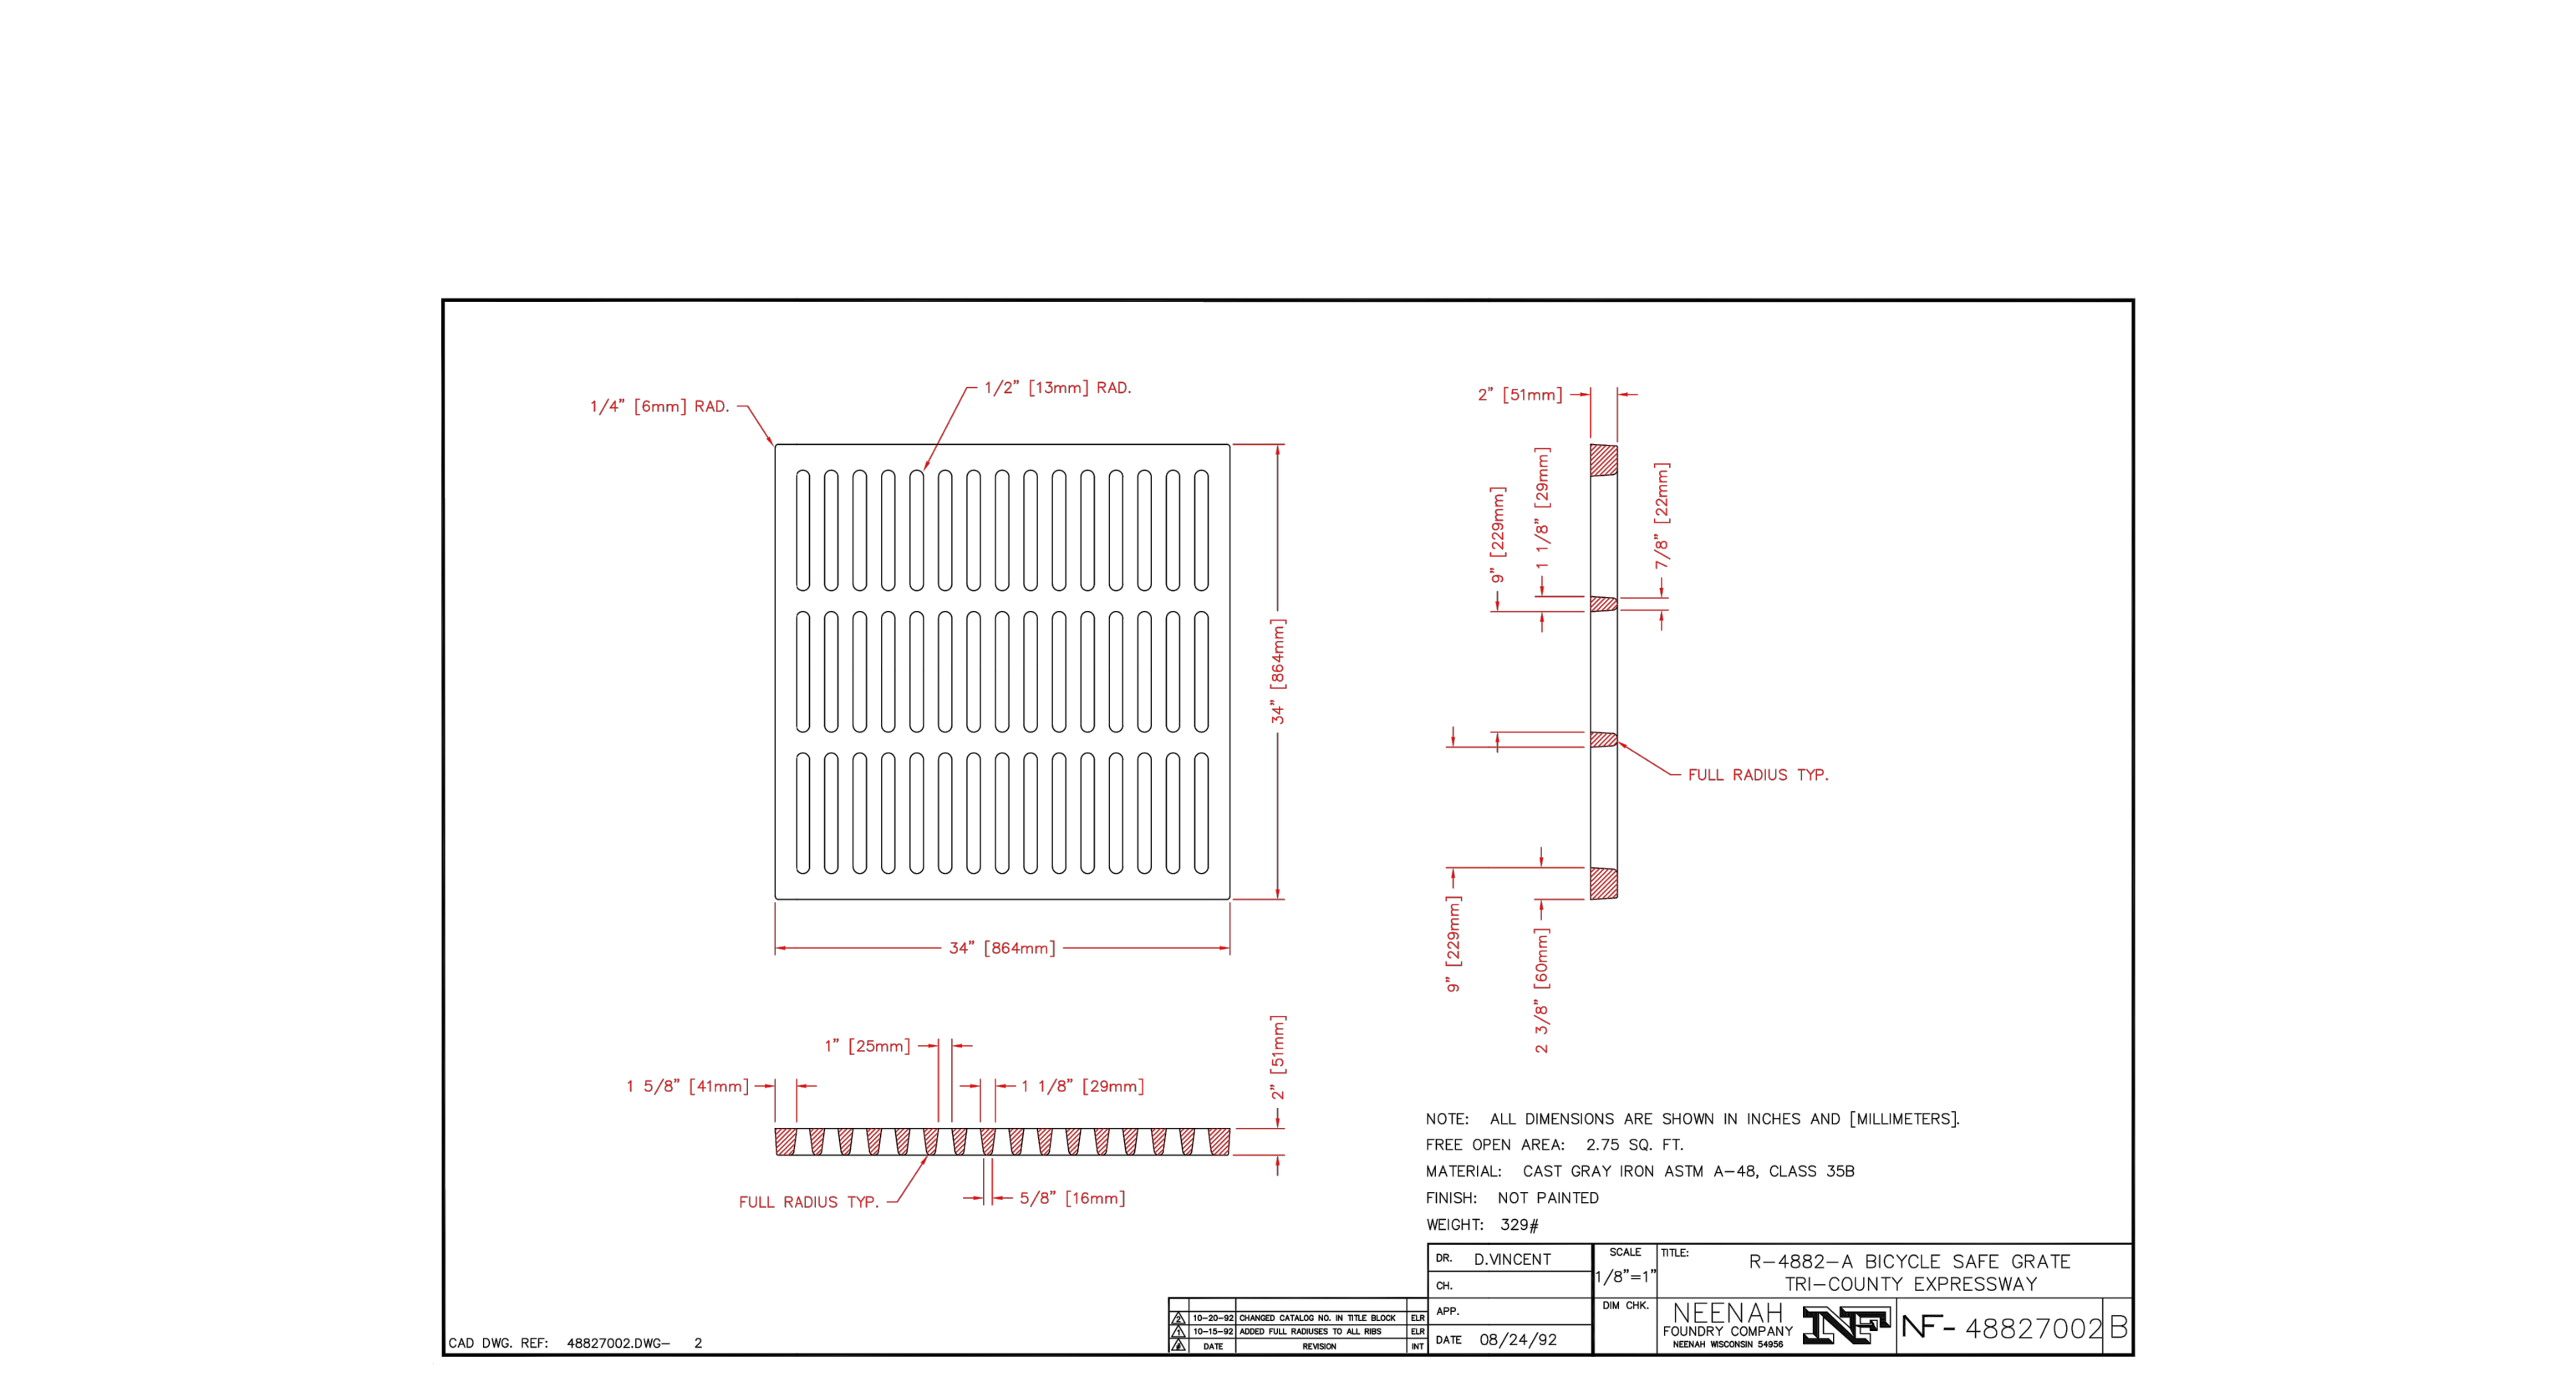 1/2" [13mm] RAD.
1/4" [6mm] RAD.
2" [51mm]
9" [229mm]
1 1/8" [29mm]
7/8" [22mm]
34" [864mm]
FULL RADIUS TYP.
34" [864mm]
9" [229mm]
2 3/8" [60mm]
1" [25mm]
1 5/8" [41mm]
1 1/8" [29mm]
2" [51mm]
FULL RADIUS TYP.
5/8" [16mm]
NOTE: ALL DIMENSIONS ARE SHOWN IN INCHES AND [MILLIMETERS].
FREE OPEN AREA: 2.75 SQ. FT.
MATERIAL: CAST GRAY IRON ASTM A-48, CLASS 35B
FINISH: NOT PAINTED
WEIGHT: 329#
DR. D.VINCENT
CH.
APP.
DATE 08/24/92
SCALE
1/8"=1"
DIM CHK.
TITLE: R-4882-A BICYCLE SAFE GRATE
TRI-COUNTY EXPRESSWAY
NEENAH
FOUNDRY COMPANY
NEENAH WISCONSIN 54956
NF
NF- 48827002 B
2 10-20-92 CHANGED CATALOG NO. IN TITLE BLOCK ELR
1 10-15-92 ADDED FULL RADIUSES TO ALL RIBS ELR
# DATE REVISION INT
CAD DWG. REF: 48827002.DWG- 2